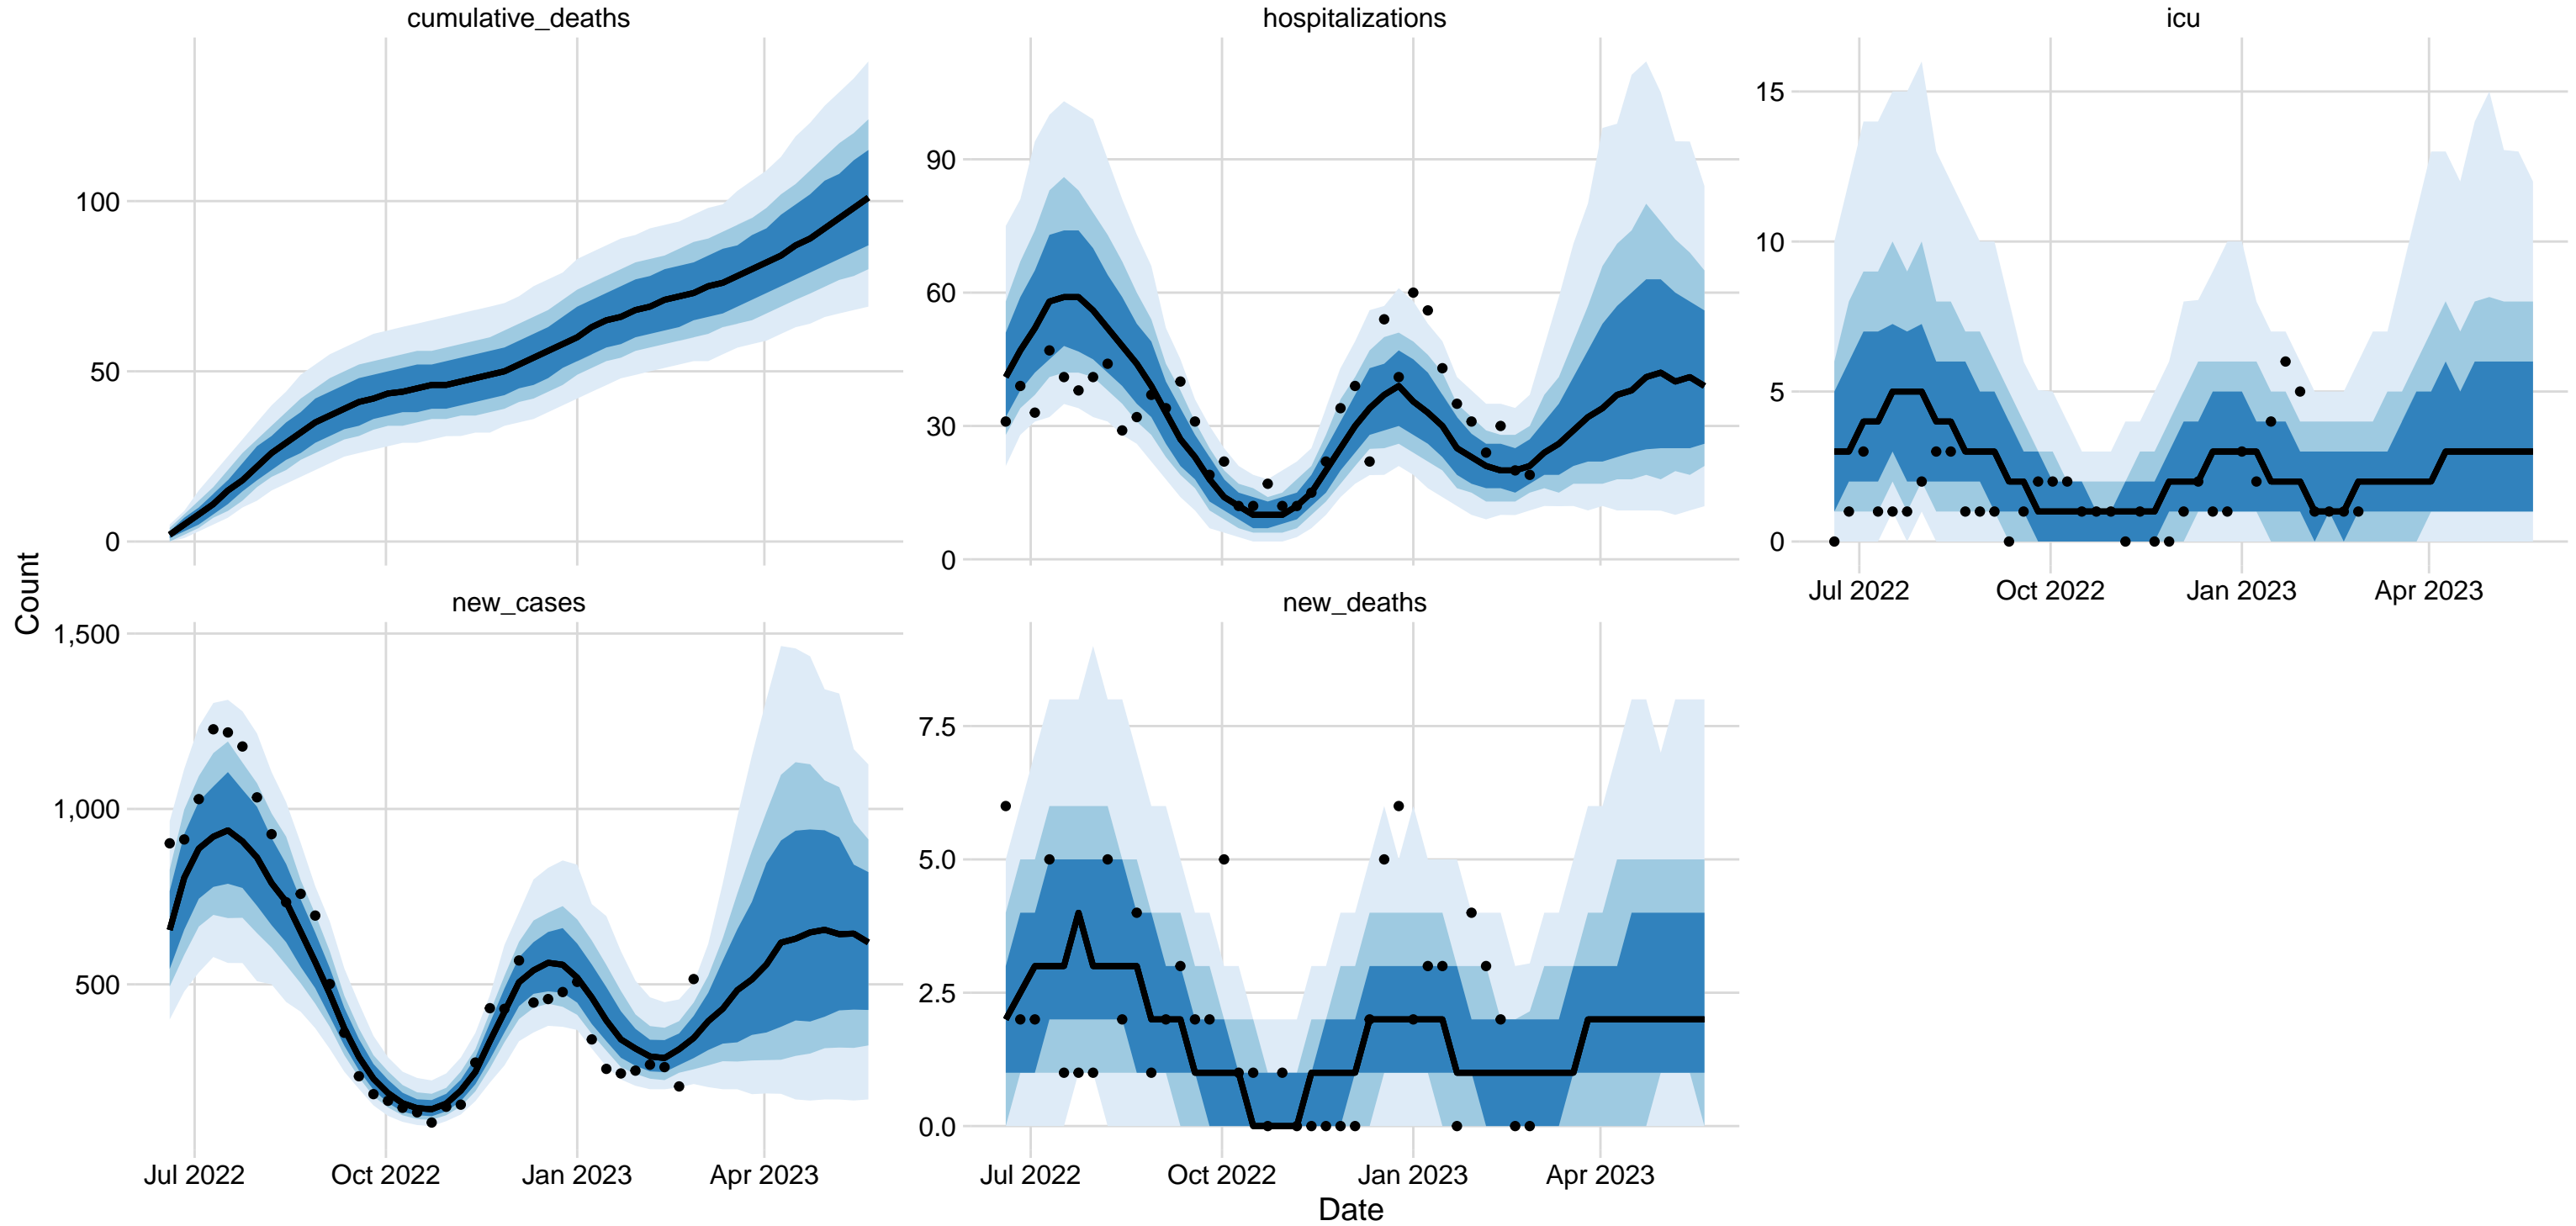 cumulative_deaths
hospitalizations
icu
100
50
0
90
60
30
0
15
10
5
0
Jul 2022 Oct 2022 Jan 2023 Apr 2023
Count
new_cases
new_deaths
1,500
1,000
500
7.5
5.0
2.5
0.0
Jul 2022 Oct 2022 Jan 2023 Apr 2023
Jul 2022 Oct 2022 Jan 2023 Apr 2023
Date